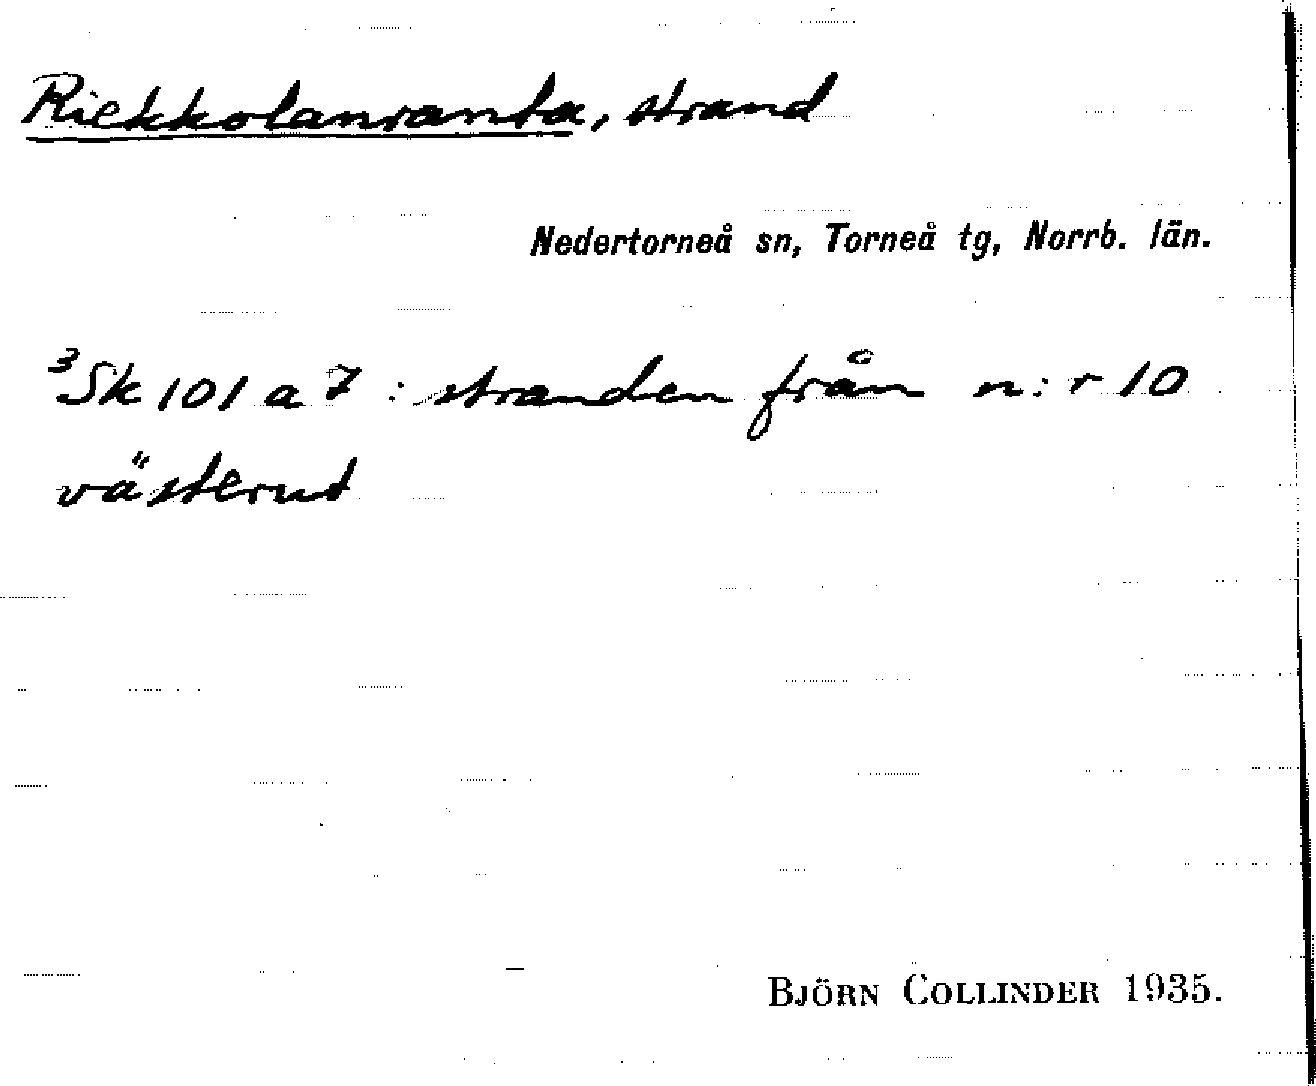 Riekkolanranta, strand
Nedertorneå sn, Torneå tg, Norrb. län.
³Sk 101 a 7 : stranden från n:r 10
västerut
BJÖRN COLLINDER 1935.